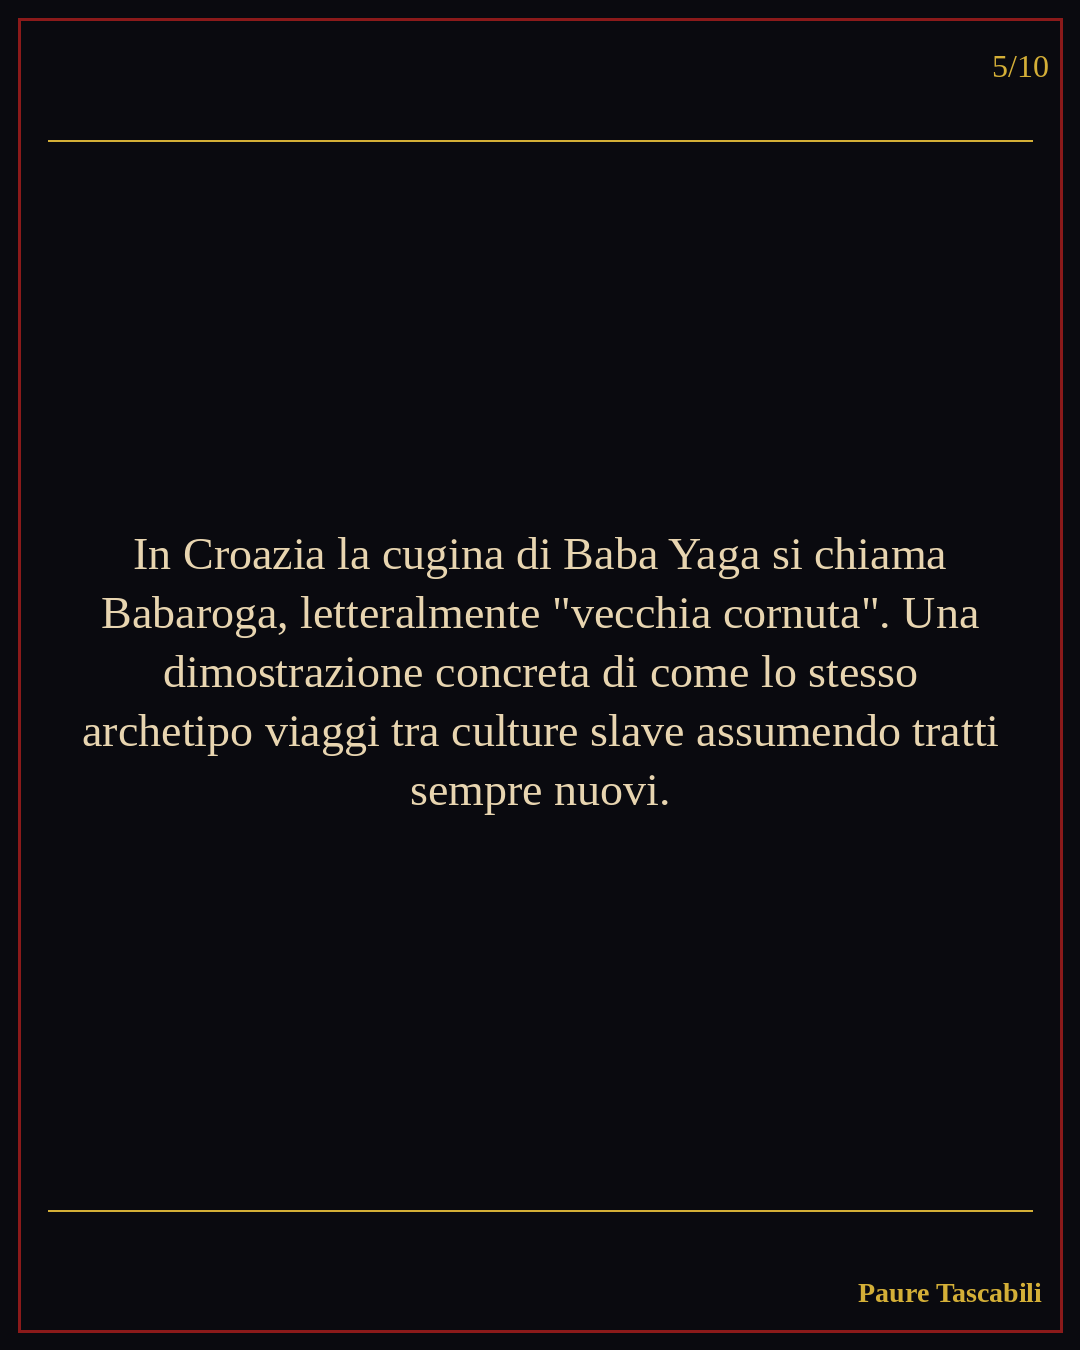 5/10
In Croazia la cugina di Baba Yaga si chiama
Babaroga, letteralmente "vecchia cornuta". Una
dimostrazione concreta di come lo stesso
archetipo viaggi tra culture slave assumendo tratti
sempre nuovi.
Paure Tascabili